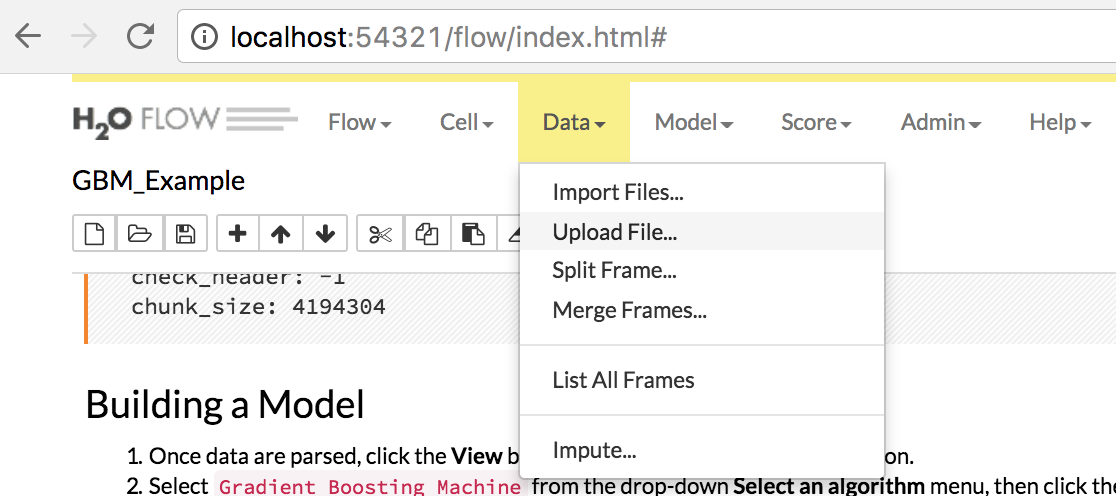 localhost:54321/flow/index.html#
H2O FLOW Flow Cell Data Model Score Admin Help
GBM_Example
Import Files...
Upload File...
Split Frame...
Merge Frames...
List All Frames
Impute...
check_header: -1
chunk_size: 4194304
Building a Model
1. Once data are parsed, click the View b on.
2. Select Gradient Boosting Machine from the drop-down Select an algorithm menu, then click the